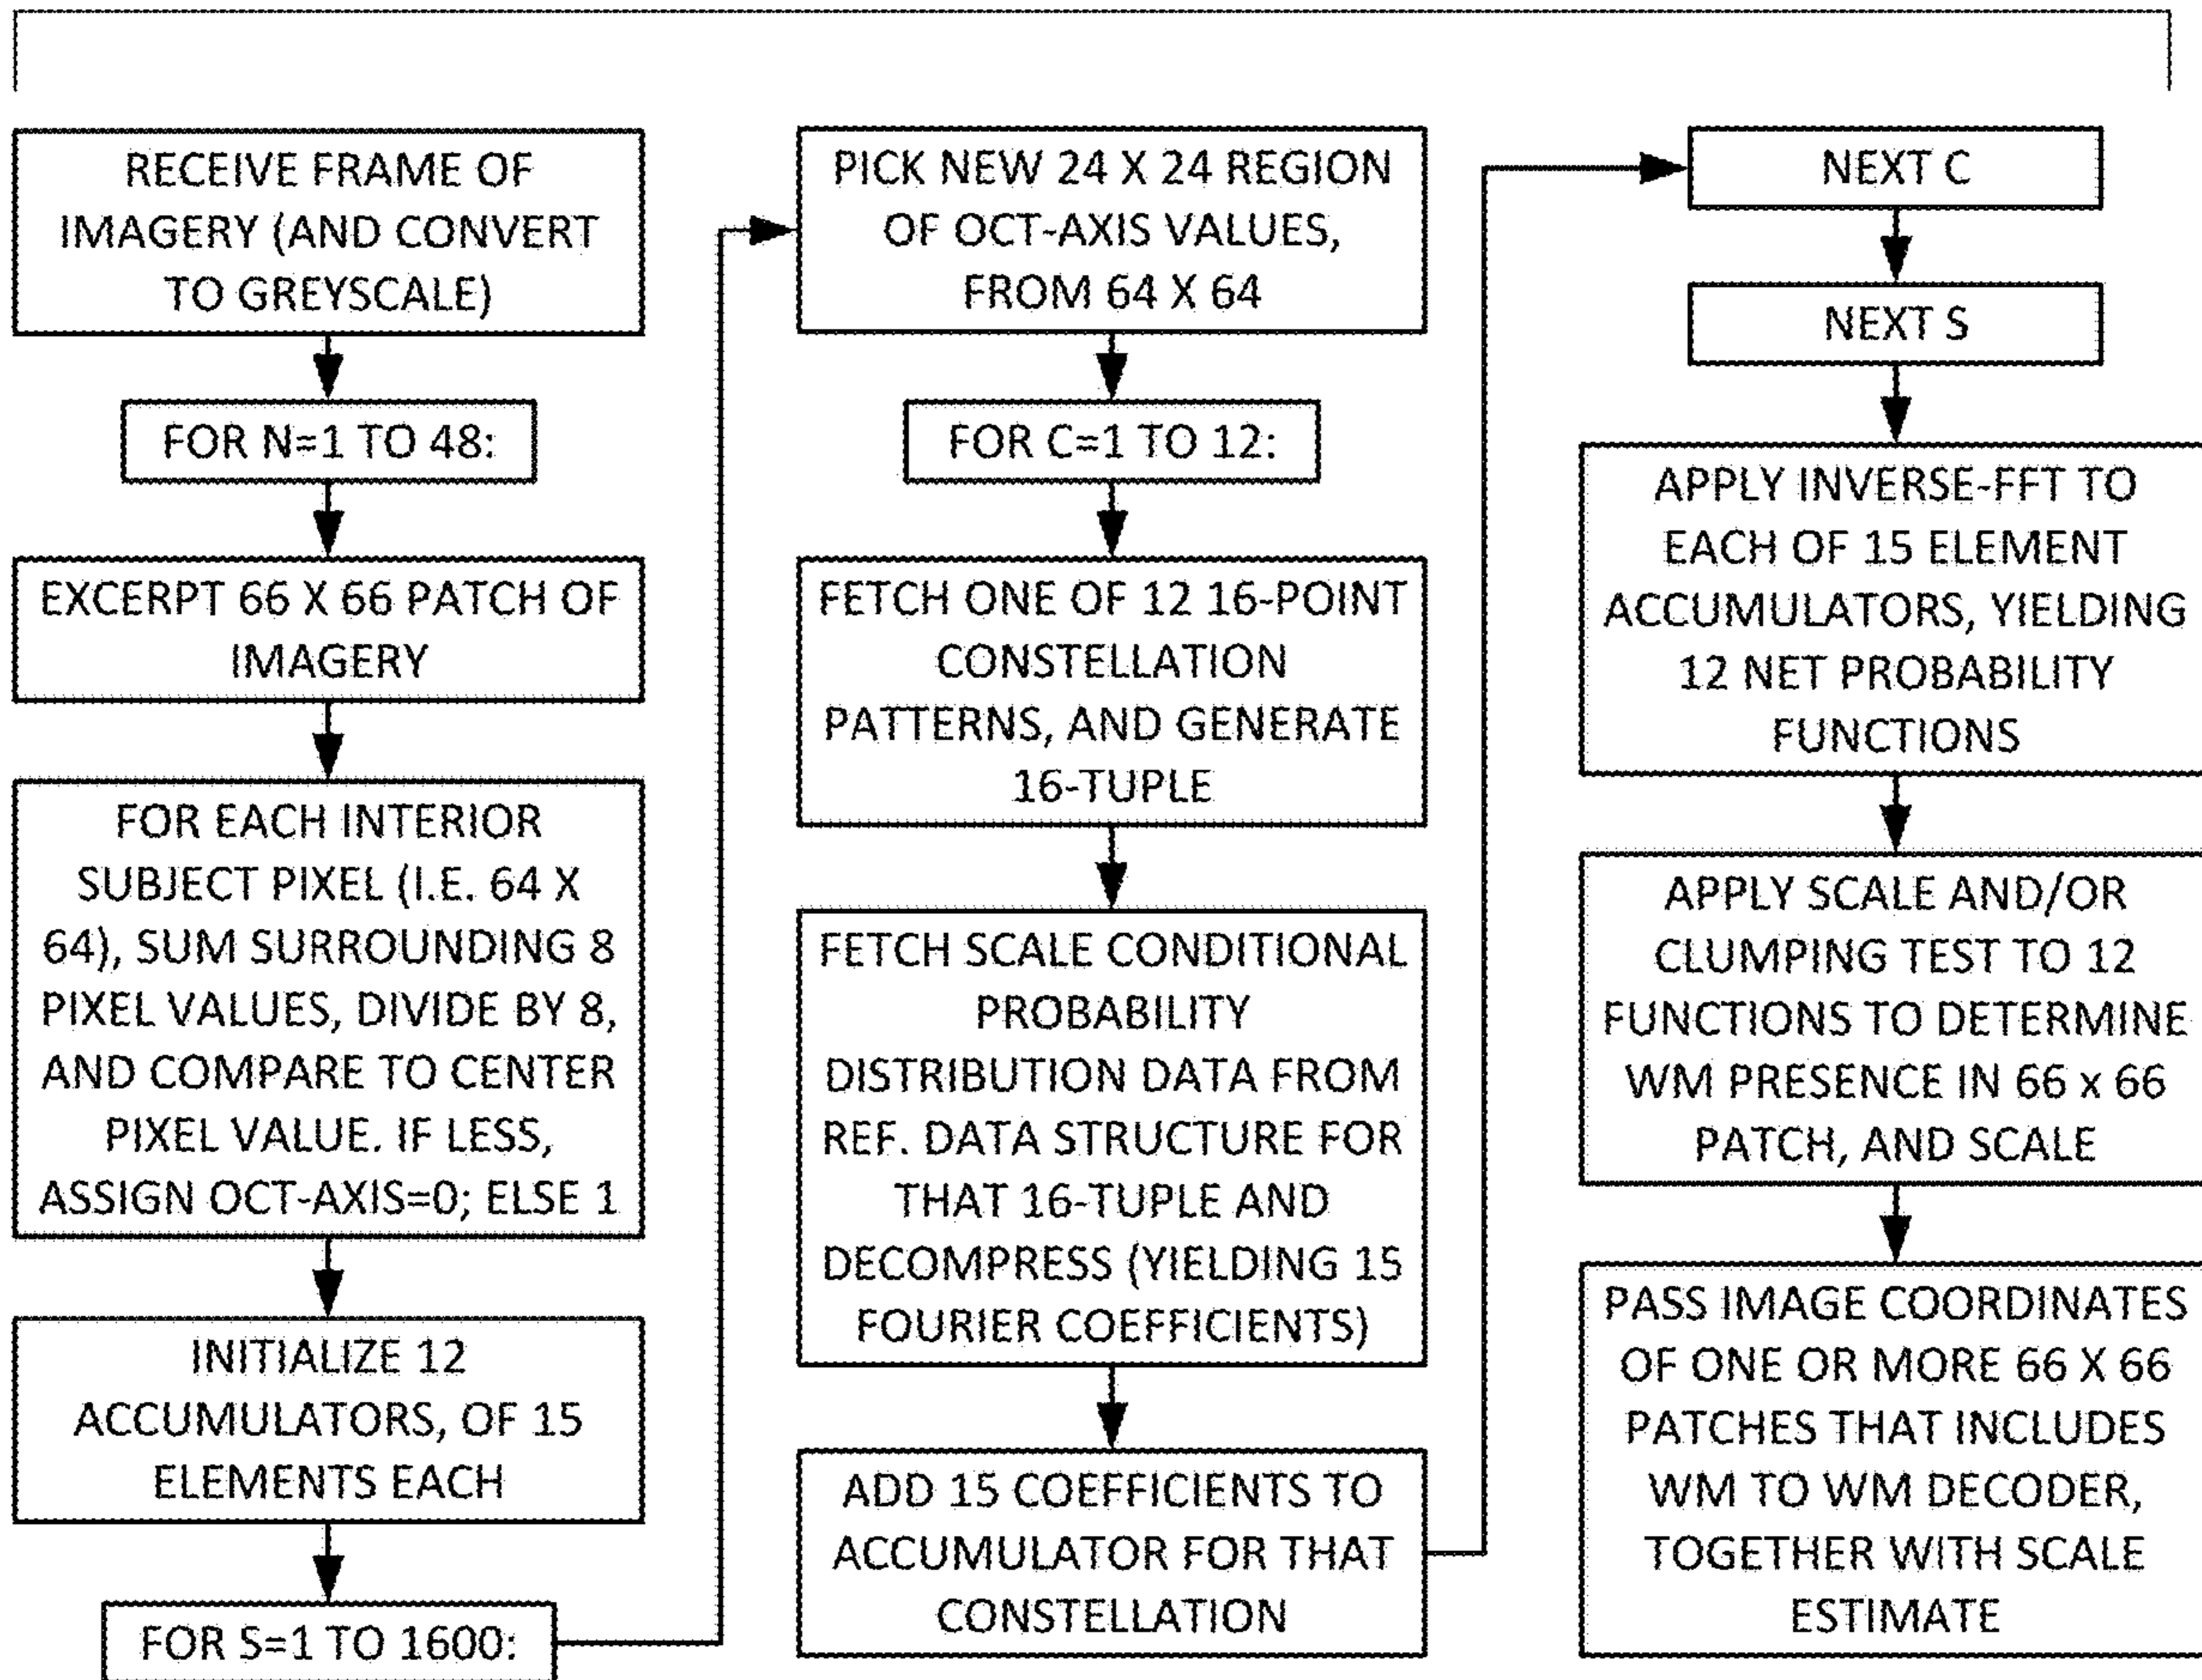 RECEIVE FRAME OF
IMAGERY (AND CONVERT
TO GREYSCALE)
FOR N=1 TO 48:
EXCERPT 66 X 66 PATCH OF
IMAGERY
FOR EACH INTERIOR
SUBJECT PIXEL (I.E. 64 X
64), SUM SURROUNDING 8
PIXEL VALUES, DIVIDE BY 8,
AND COMPARE TO CENTER
PIXEL VALUE. IF LESS,
ASSIGN OCT-AXIS=0; ELSE 1
INITIALIZE 12
ACCUMULATORS, OF 15
ELEMENTS EACH
FOR S=1 TO 1600:
PICK NEW 24 X 24 REGION
OF OCT-AXIS VALUES,
FROM 64 X 64
FOR C=1 TO 12:
FETCH ONE OF 12 16-POINT
CONSTELLATION
PATTERNS, AND GENERATE
16-TUPLE
FETCH SCALE CONDITIONAL
PROBABILITY
DISTRIBUTION DATA FROM
REF. DATA STRUCTURE FOR
THAT 16-TUPLE AND
DECOMPRESS (YIELDING 15
FOURIER COEFFICIENTS)
ADD 15 COEFFICIENTS TO
ACCUMULATOR FOR THAT
CONSTELLATION
NEXT C
NEXT S
APPLY INVERSE-FFT TO
EACH OF 15 ELEMENT
ACCUMULATORS, YIELDING
12 NET PROBABILITY
FUNCTIONS
APPLY SCALE AND/OR
CLUMPING TEST TO 12
FUNCTIONS TO DETERMINE
WM PRESENCE IN 66 x 66
PATCH, AND SCALE
PASS IMAGE COORDINATES
OF ONE OR MORE 66 X 66
PATCHES THAT INCLUDES
WM TO WM DECODER,
TOGETHER WITH SCALE
ESTIMATE